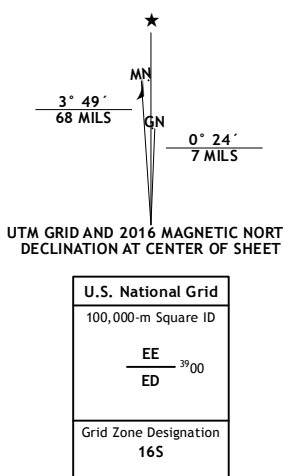 ★
MN
3° 49´
68 MILS
GN
0° 24´
7 MILS
UTM GRID AND 2016 MAGNETIC NORT
DECLINATION AT CENTER OF SHEET
U.S. National Grid
100,000-m Square ID
EE
3900
ED
Grid Zone Designation
16S